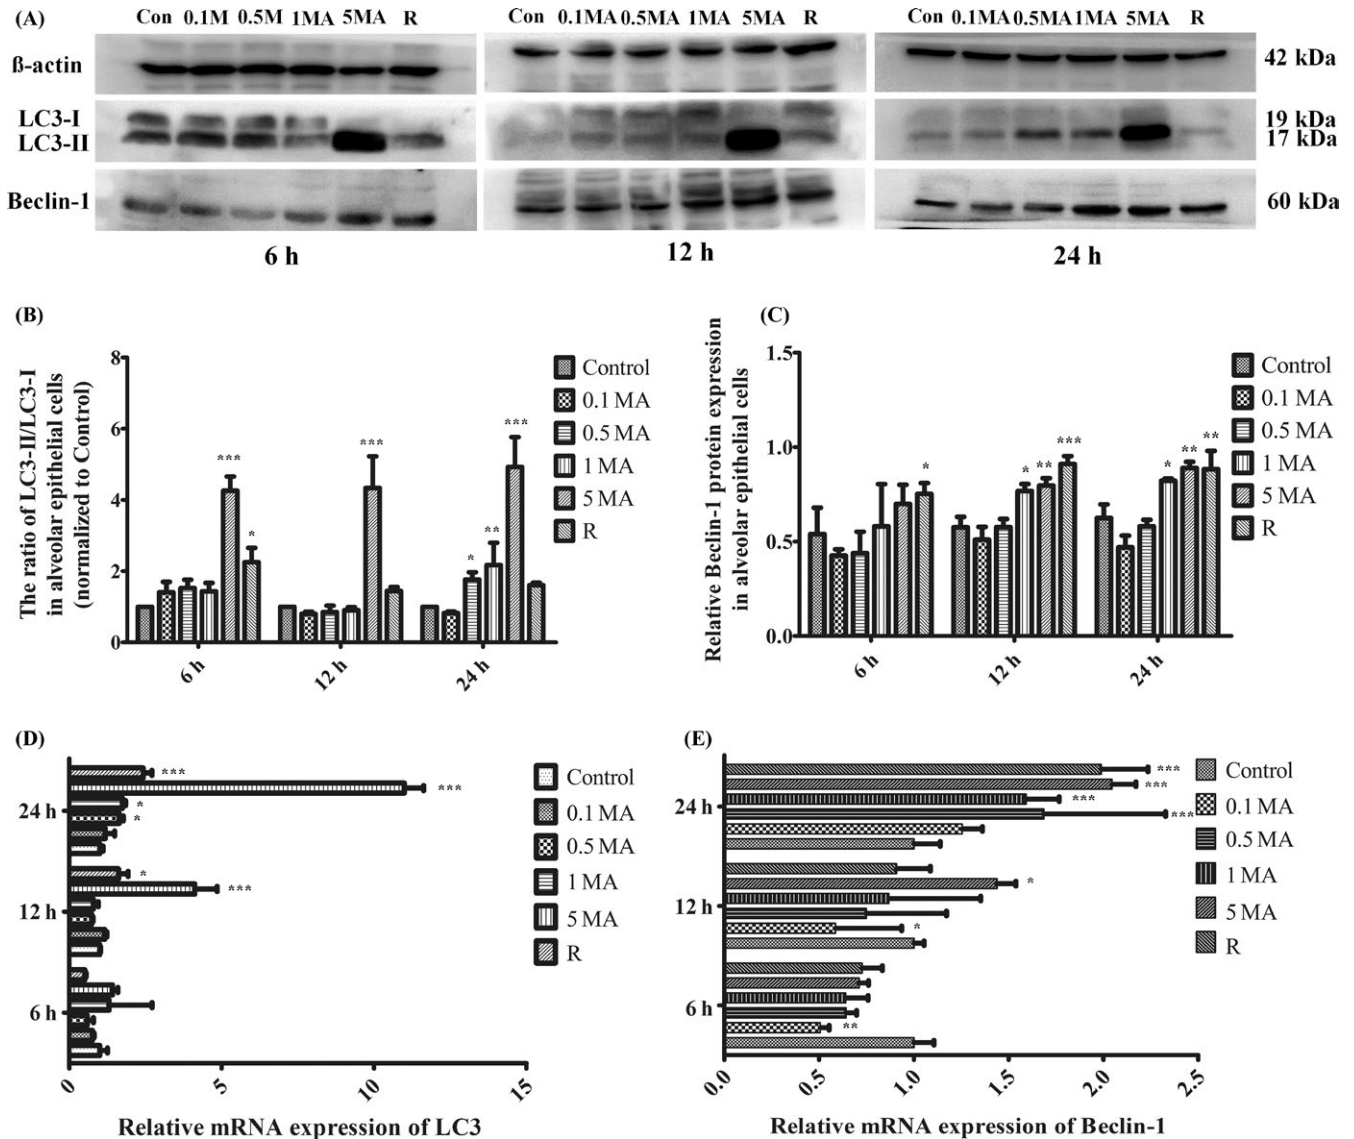 (A)
Con 0.1M 0.5M 1MA 5MA R
Con 0.1MA 0.5MA 1MA 5MA R
Con 0.1MA 0.5MA 1MA 5MA R
ß-actin
42 kDa
LC3-I
19 kDa
LC3-II
17 kDa
Beclin-1
60 kDa
6 h
12 h
24 h
(B)
The ratio of LC3-II/LC3-I
in alveolar epithelial cells
(normalized to Control)
8
6
4
2
0
***
*
***
*
**
***
6 h
12 h
24 h
Control
0.1 MA
0.5 MA
1 MA
5 MA
R
(C)
Relative Beclin-1 protein expression
in alveolar epithelial cells
1.5
1.0
0.5
0.0
*
*
**
***
*
**
**
6 h
12 h
24 h
Control
0.1 MA
0.5 MA
1 MA
5 MA
R
(D)
24 h
12 h
6 h
***
***
*
*
*
***
0
5
10
15
Relative mRNA expression of LC3
Control
0.1 MA
0.5 MA
1 MA
5 MA
R
(E)
24 h
12 h
6 h
***
***
***
***
*
*
**
0.0
0.5
1.0
1.5
2.0
2.5
Relative mRNA expression of Beclin-1
Control
0.1 MA
0.5 MA
1 MA
5 MA
R